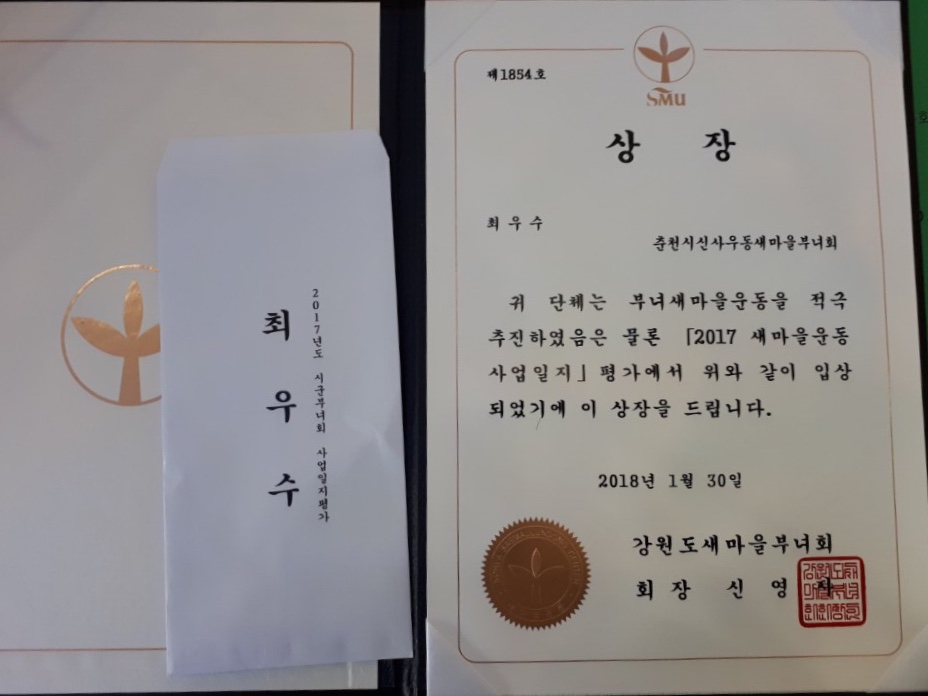 2017년도 시군부녀회 사업일지평가
최우수
제1854호
SMU
상 장
최 우 수
춘천시신사우동새마을부녀회
귀 단체는 부녀새마을운동을 적극
추진하였음은 물론 「2017 새마을운동
사업일지」평가에서 위와 같이 입상
되었기에 이 상장을 드립니다.
2018년 1월 30일
강원도새마을부녀회
회 장 신 영